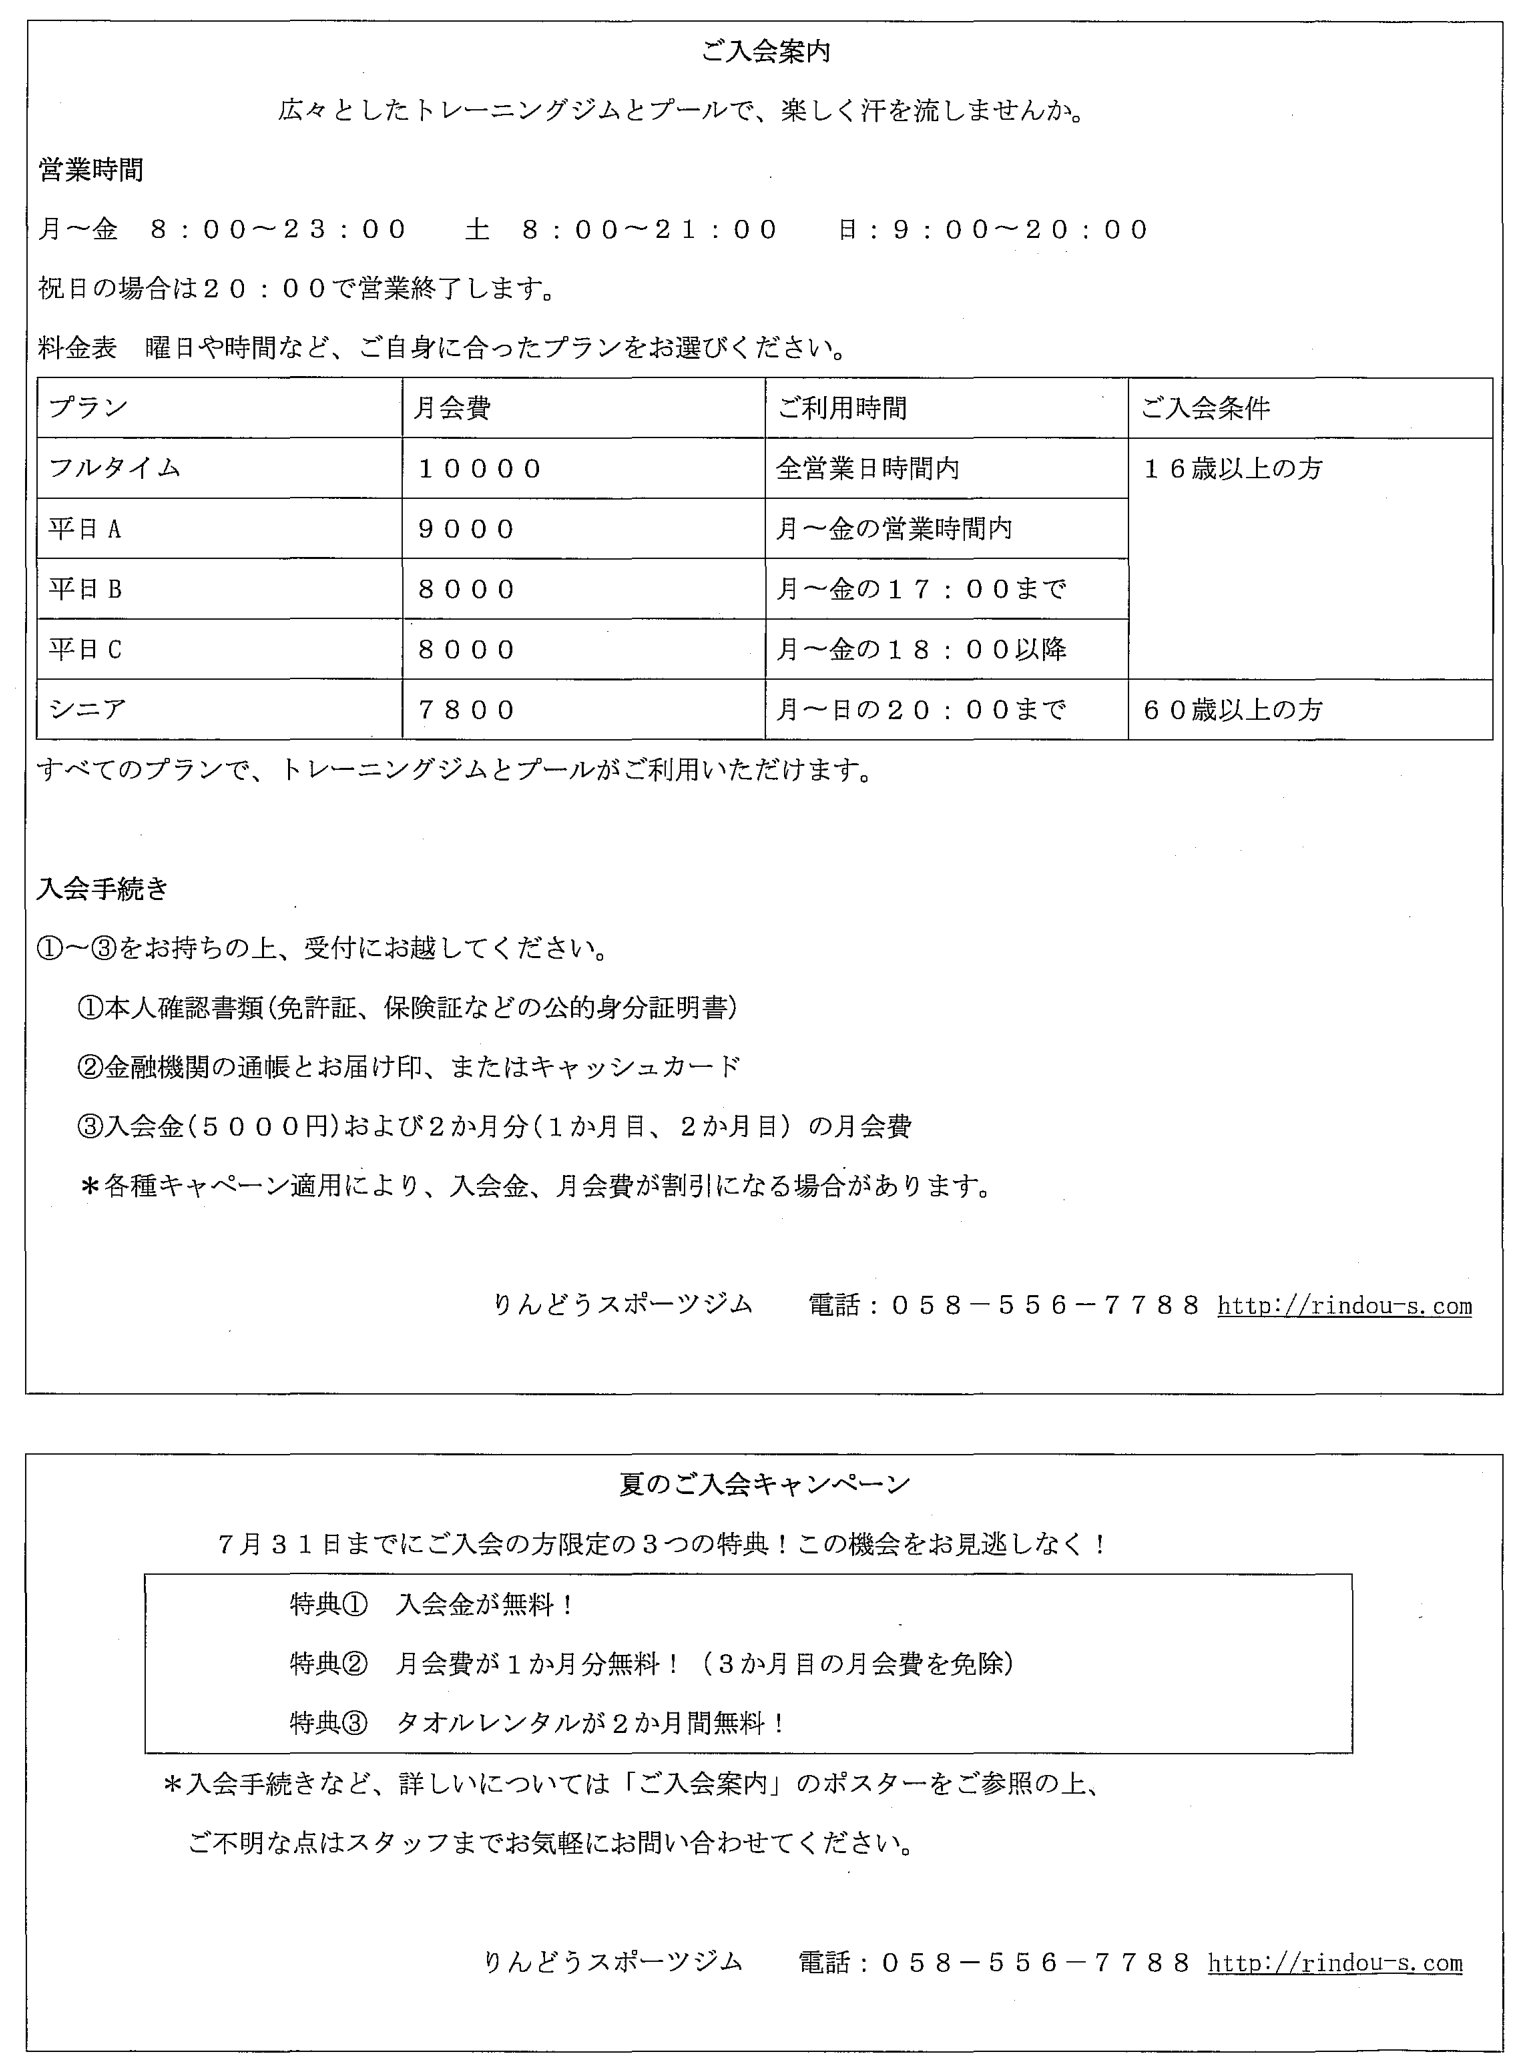 ご入会案内
広々としたトレーニングジムとプールで、楽しく汗を流しませんか。
営業時間
月～金　８：００～２３：００　　土　８：００～２１：００　　日：９：００～２０：００
祝日の場合は２０：００で営業終了します。
料金表　曜日や時間など、ご自身に合ったプランをお選びください。
プラン　月会費　ご利用時間　ご入会条件
フルタイム　１００００　全営業日時間内　１６歳以上の方
平日A　９０００　月～金の営業時間内
平日B　８０００　月～金の１７：００まで
平日C　８０００　月～金の１８：００以降
シニア　７８００　月～日の２０：００まで　６０歳以上の方
すべてのプランで、トレーニングジムとプールがご利用いただけます。
入会手続き
①～③をお持ちの上、受付にお越してください。
①本人確認書類(免許証、保険証などの公的身分証明書)
②金融機関の通帳とお届け印、またはキャッシュカード
③入会金(５０００円)および２か月分(１か月目、２か月目）の月会費
＊各種キャペーン適用により、入会金、月会費が割引になる場合があります。
りんどうスポーツジム　　電話：０５８－５５６－７７８８ http://rindou-s.com
夏のご入会キャンペーン
７月３１日までにご入会の方限定の３つの特典！この機会をお見逃しなく！
特典①　入会金が無料！
特典②　月会費が１か月分無料！（３か月目の月会費を免除）
特典③　タオルレンタルが２か月間無料！
＊入会手続きなど、詳しいについては「ご入会案内」のポスターをご参照の上、
ご不明な点はスタッフまでお気軽にお問い合わせてください。
りんどうスポーツジム　　電話：０５８－５５６－７７８８ http://rindou-s.com